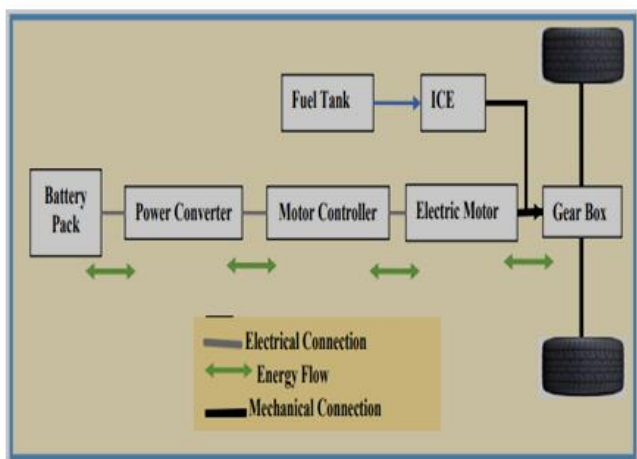 Fuel Tank
ICE
Battery
Pack
Power Converter
Motor Controller
Electric Motor
Gear Box
Electrical Connection
Energy Flow
Mechanical Connection